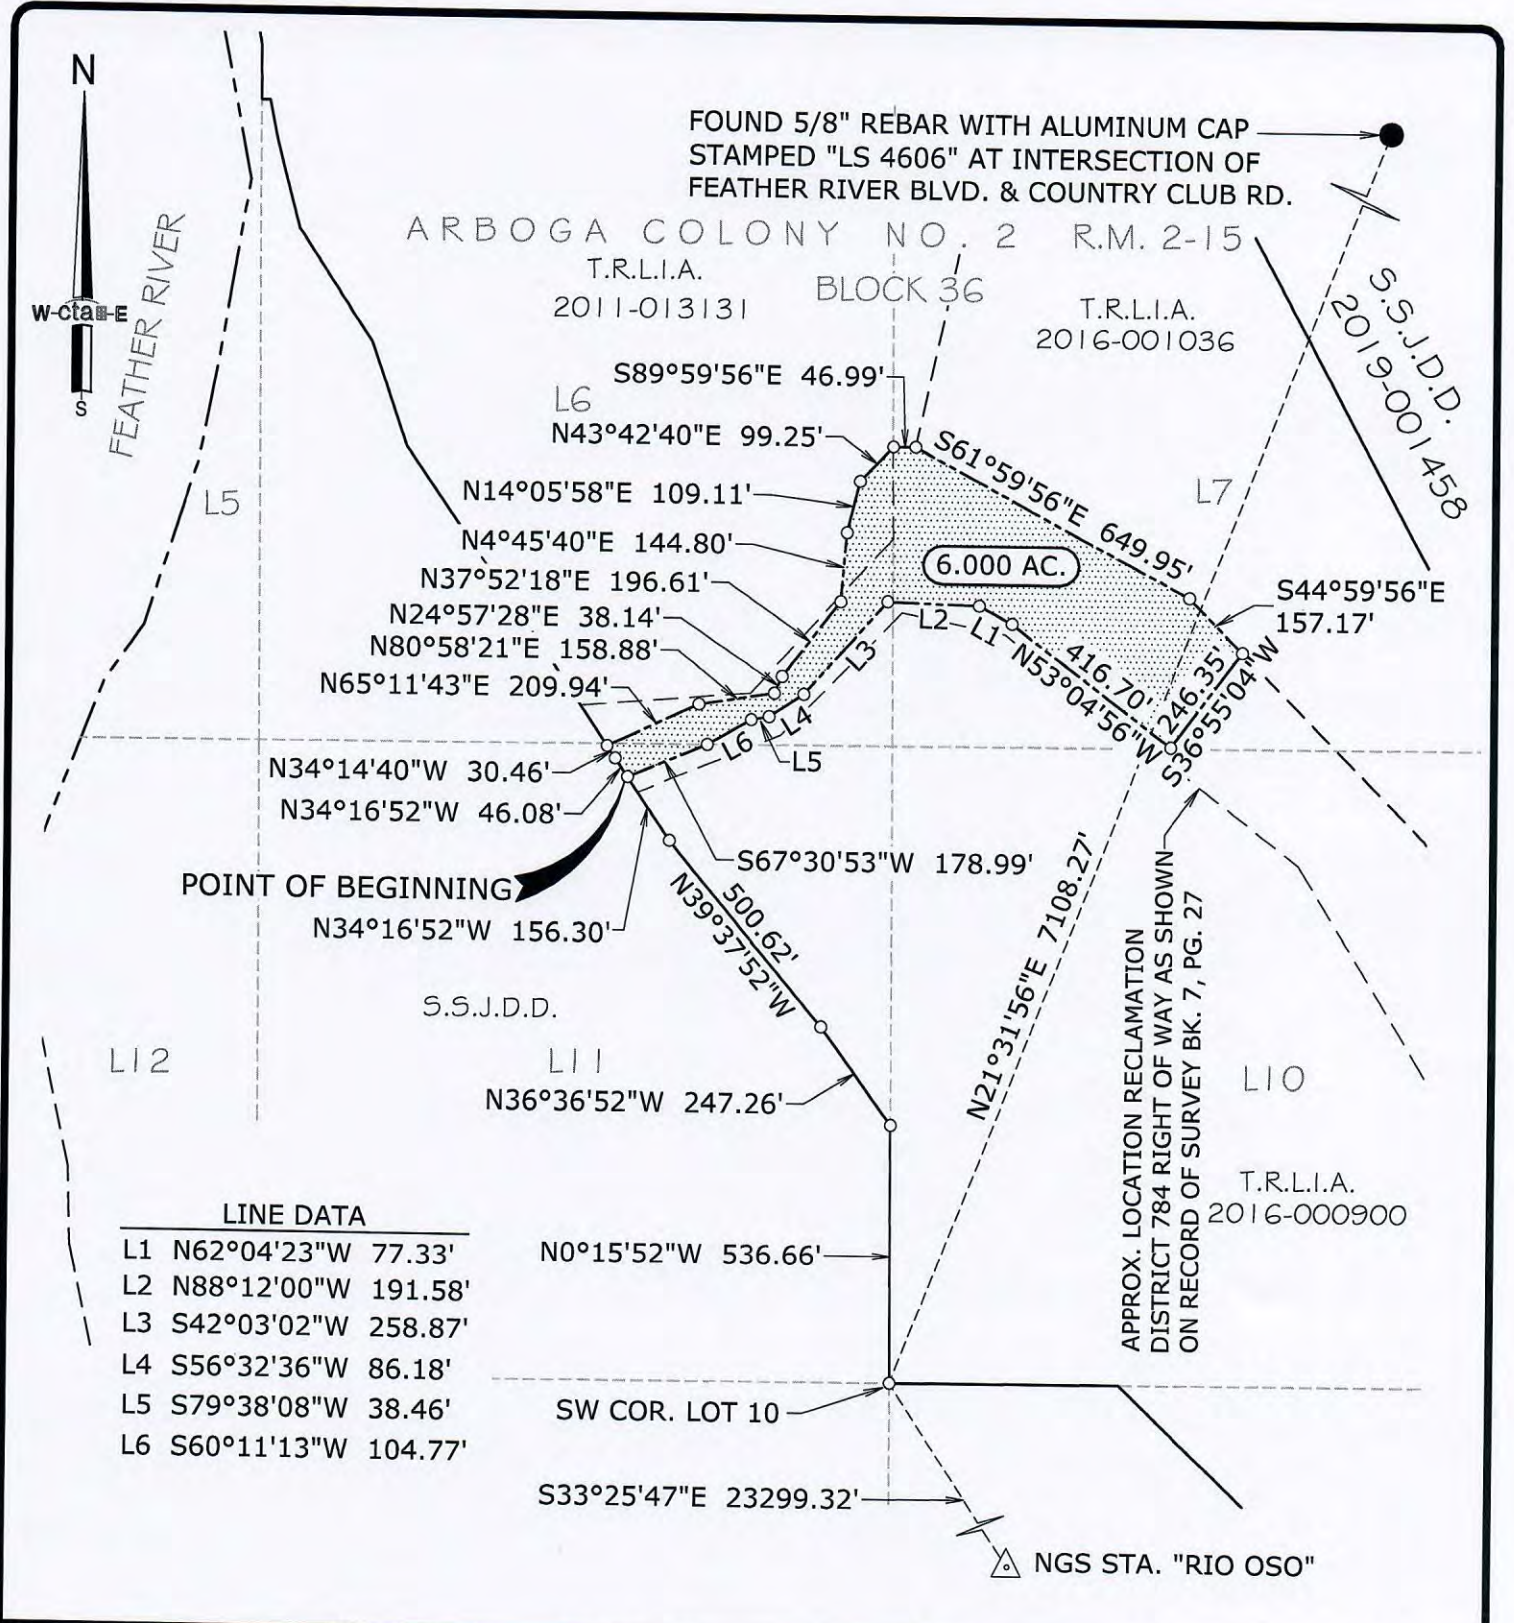 N
W-cta-E
S
FEATHER RIVER
FOUND 5/8" REBAR WITH ALUMINUM CAP
STAMPED "LS 4606" AT INTERSECTION OF
FEATHER RIVER BLVD. & COUNTRY CLUB RD.
ARBOGA COLONY NO. 2 R.M. 2-15
T.R.L.I.A.
2011-013131
BLOCK 36
T.R.L.I.A.
2016-001036
S.S.J.D.D.
2019-001458
S89°59'56"E 46.99'
L6
N43°42'40"E 99.25'
S61°59'56"E 649.95'
L5
N14°05'58"E 109.11'
L7
N4°45'40"E 144.80'
6.000 AC.
N37°52'18"E 196.61'
S44°59'56"E
157.17'
N24°57'28"E 38.14'
L2
L1
N80°58'21"E 158.88'
L3
416.70'
N53°04'56"W
246.35'
S36°55'04"W
N65°11'43"E 209.94'
L4
L6
L5
N34°14'40"W 30.46'
N34°16'52"W 46.08'
S67°30'53"W 178.99'
POINT OF BEGINNING
N34°16'52"W 156.30'
500.62'
N39°37'52"W
N21°31'56"E 7108.27'
APPROX. LOCATION RECLAMATION
DISTRICT 784 RIGHT OF WAY AS SHOWN
ON RECORD OF SURVEY BK. 7, PG. 27
S.S.J.D.D.
L12
L11
L10
N36°36'52"W 247.26'
T.R.L.I.A.
2016-000900
LINE DATA
L1 N62°04'23"W 77.33'
L2 N88°12'00"W 191.58'
L3 S42°03'02"W 258.87'
L4 S56°32'36"W 86.18'
L5 S79°38'08"W 38.46'
L6 S60°11'13"W 104.77'
N0°15'52"W 536.66'
SW COR. LOT 10
S33°25'47"E 23299.32'
NGS STA. "RIO OSO"